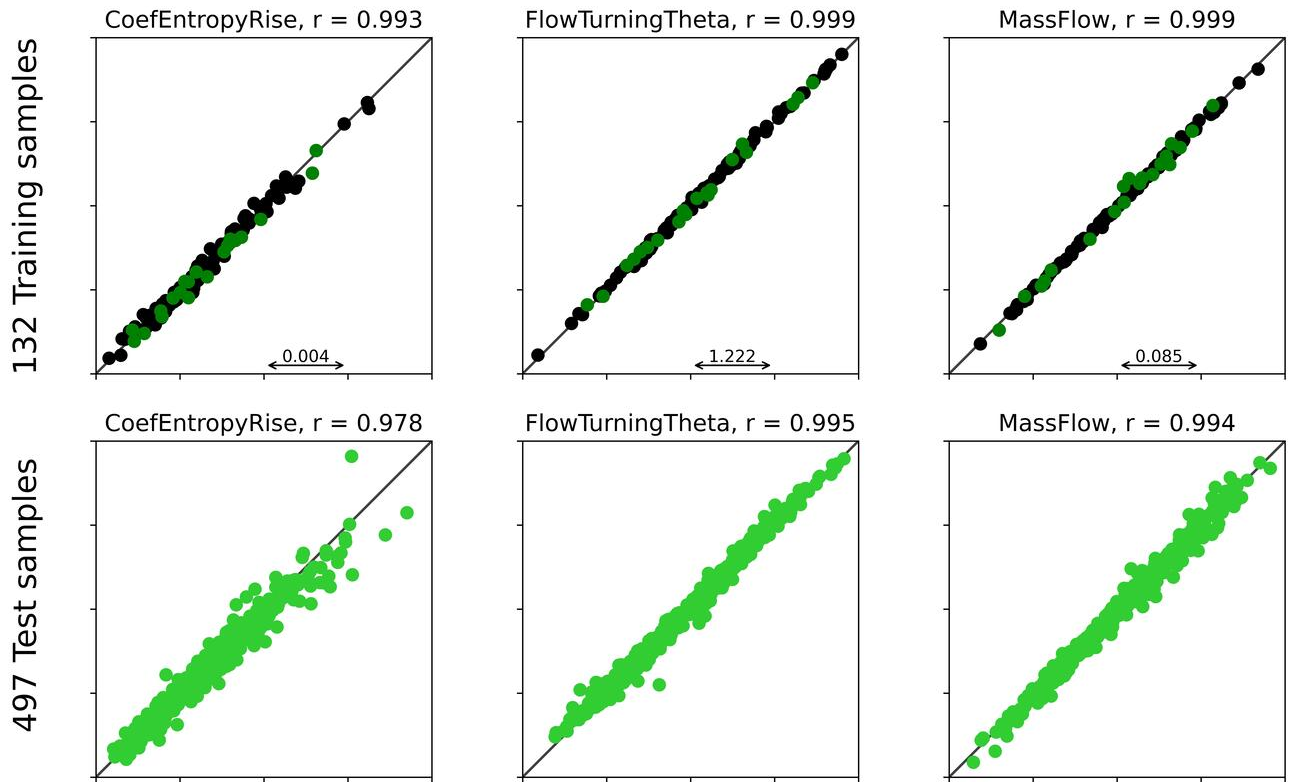 CoefEntropyRise, r = 0.993
FlowTurningTheta, r = 0.999
MassFlow, r = 0.999
132 Training samples
0.004
1.222
0.085
CoefEntropyRise, r = 0.978
FlowTurningTheta, r = 0.995
MassFlow, r = 0.994
497 Test samples